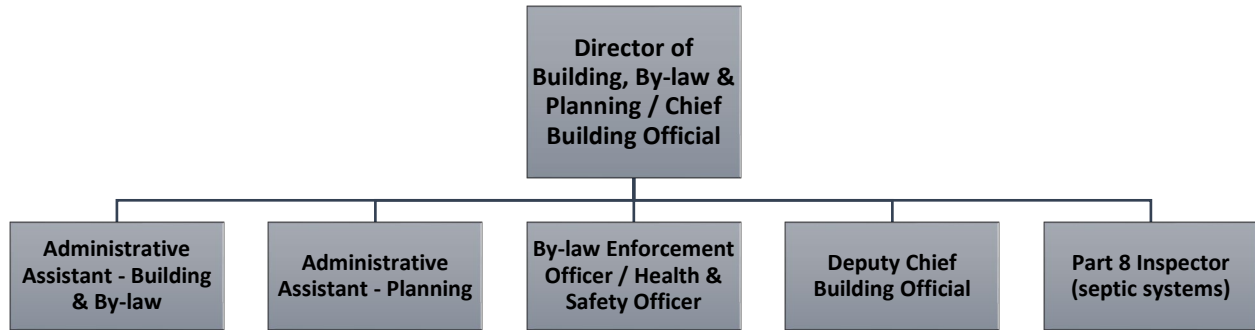 Director of
Building, By-law &
Planning / Chief
Building Official
Administrative
Assistant - Building
& By-law
Administrative
Assistant - Planning
By-law Enforcement
Officer / Health &
Safety Officer
Deputy Chief
Building Official
Part 8 Inspector
(septic systems)